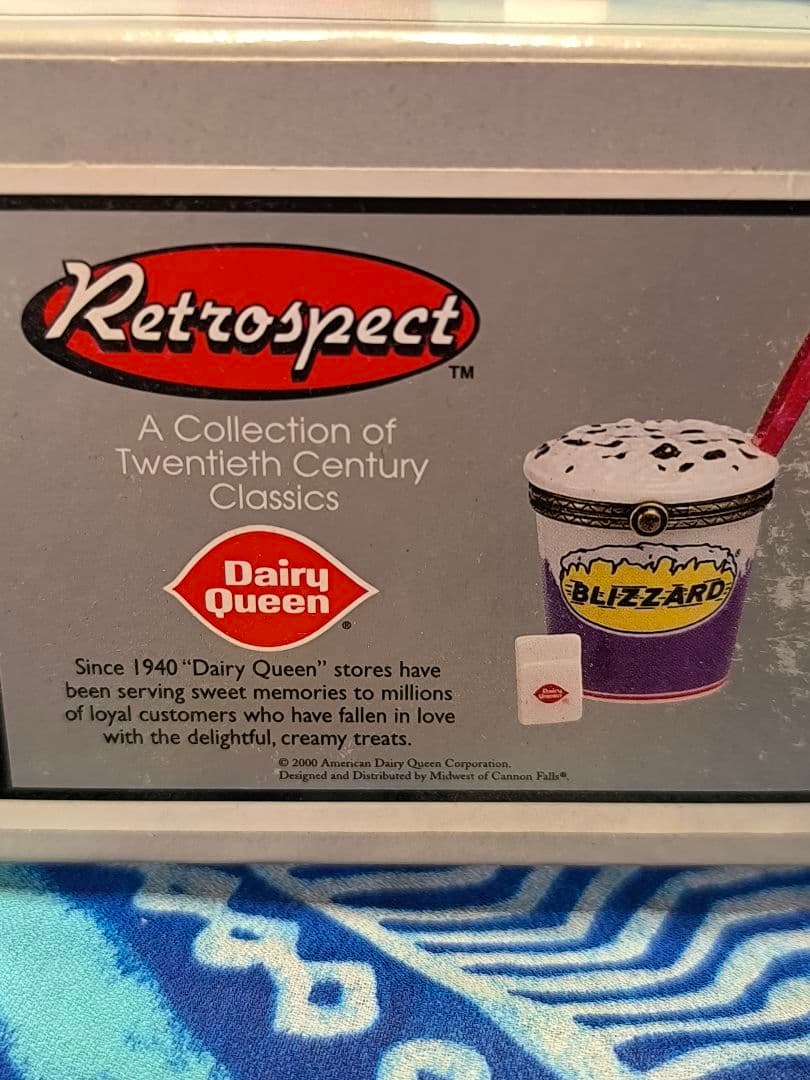 Retrospect
TM
A Collection of
Twentieth Century
Classics
Dairy
Queen
®
Since 1940 “Dairy Queen” stores have
been serving sweet memories to millions
of loyal customers who have fallen in love
with the delightful, creamy treats.
© 2000 American Dairy Queen Corporation.
Designed and Distributed by Midwest of Cannon Falls®.
BLIZZARD
®
Dairy
Queen